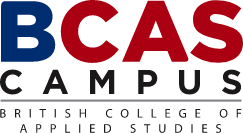 BCAS
CAMPUS
BRITISH COLLEGE OF
APPLIED STUDIES